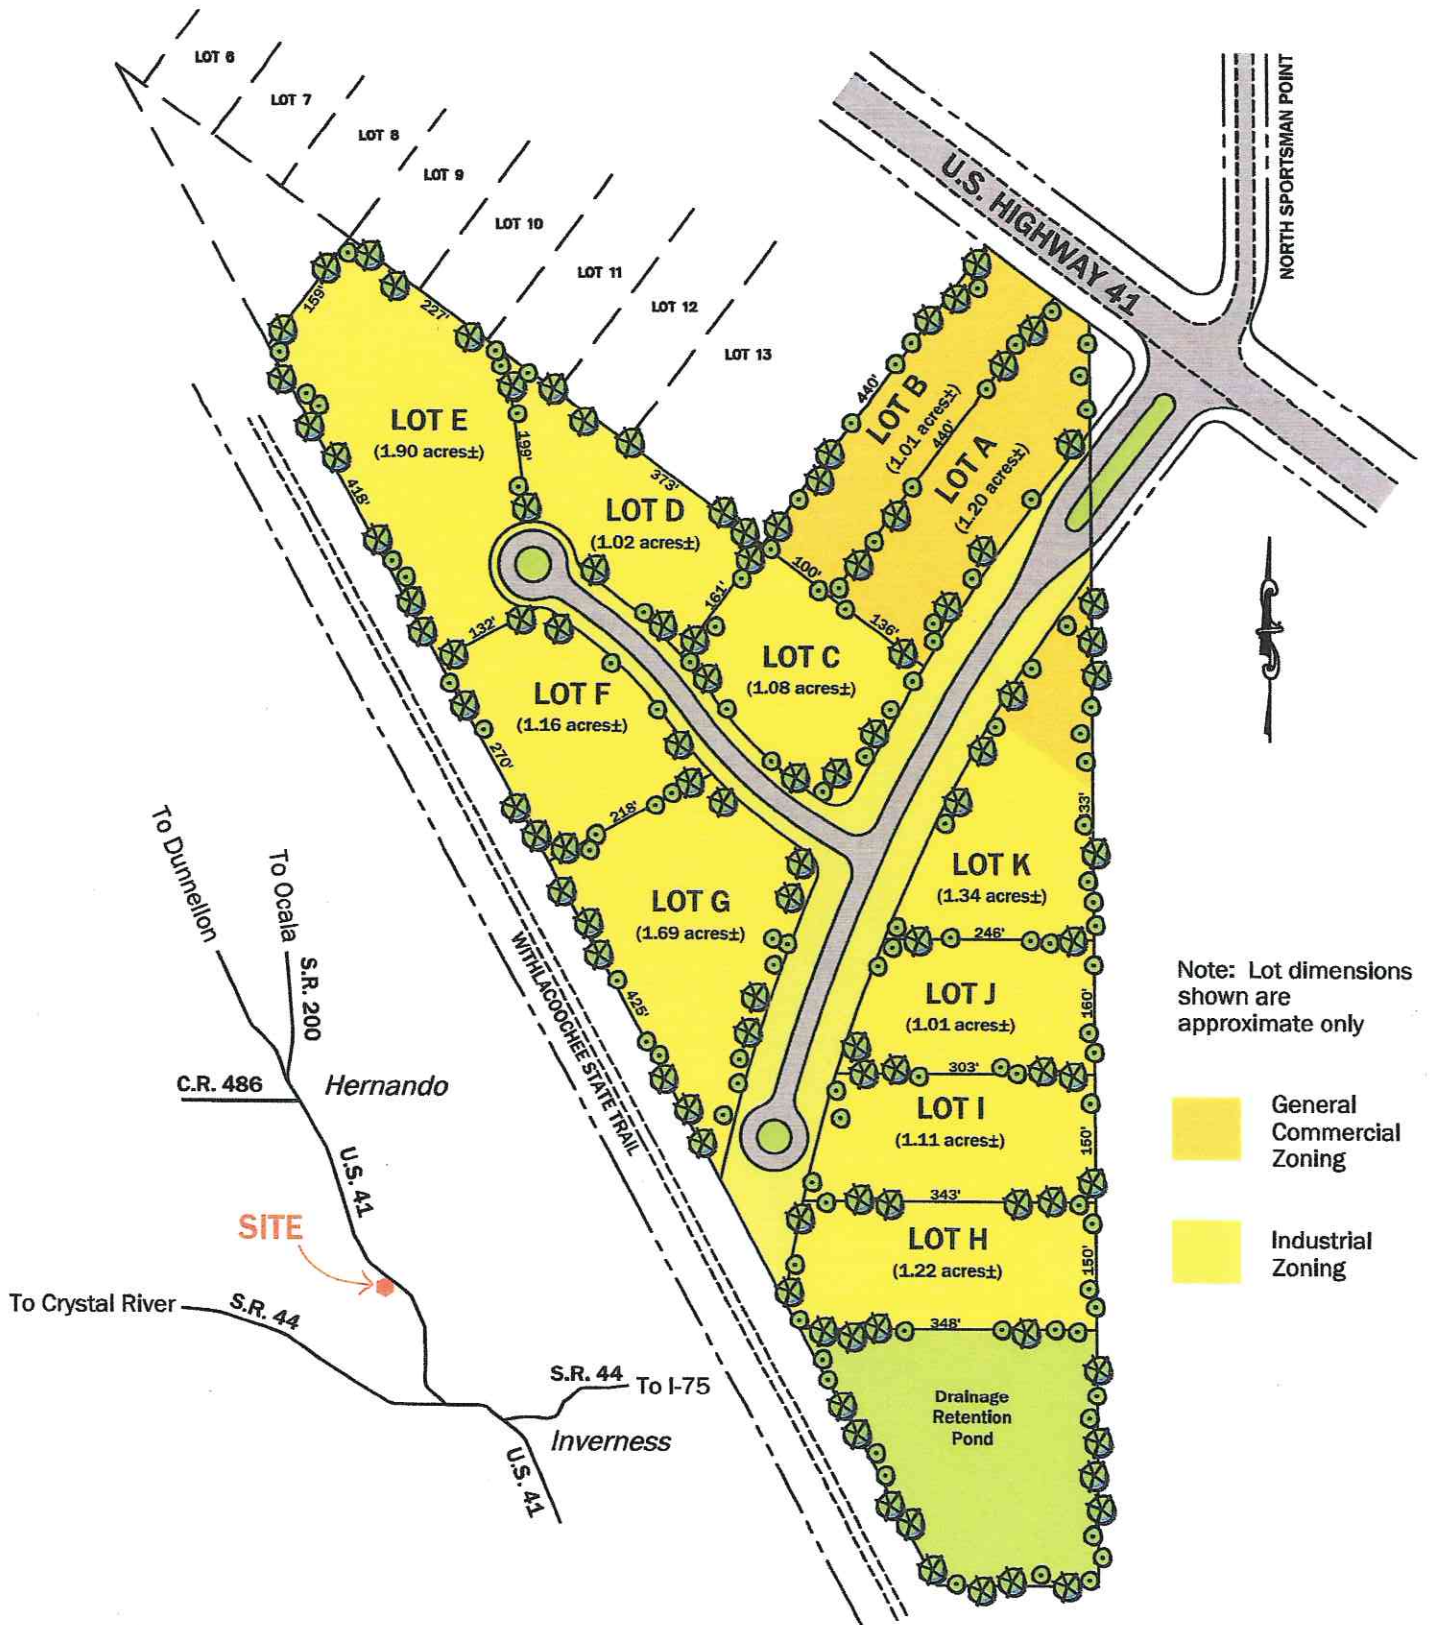 LOT 6
LOT 7
LOT 8
LOT 9
LOT 10
LOT 11
LOT 12
LOT 13
U.S. HIGHWAY 41
NORTH SPORTSMAN POINT
159'
227'
LOT E
(1.90 acres±)
418'
199'
373'
LOT D
(1.02 acres±)
161'
440'
LOT B
(1.01 acres±)
440'
LOT A
(1.20 acres±)
100'
136'
LOT C
(1.08 acres±)
132'
LOT F
(1.16 acres±)
270'
218'
LOT G
(1.69 acres±)
425'
WITHLACOOCHEE STATE TRAIL
33'
LOT K
(1.34 acres±)
246'
LOT J
(1.01 acres±)
160'
303'
LOT I
(1.11 acres±)
150'
343'
LOT H
(1.22 acres±)
150'
348'
Drainage
Retention
Pond
Note: Lot dimensions
shown are
approximate only
General
Commercial
Zoning
Industrial
Zoning
To Dunnellon
To Ocala
S.R. 200
C.R. 486
Hernando
U.S. 41
SITE
To Crystal River
S.R. 44
S.R. 44
To I-75
Inverness
U.S. 41